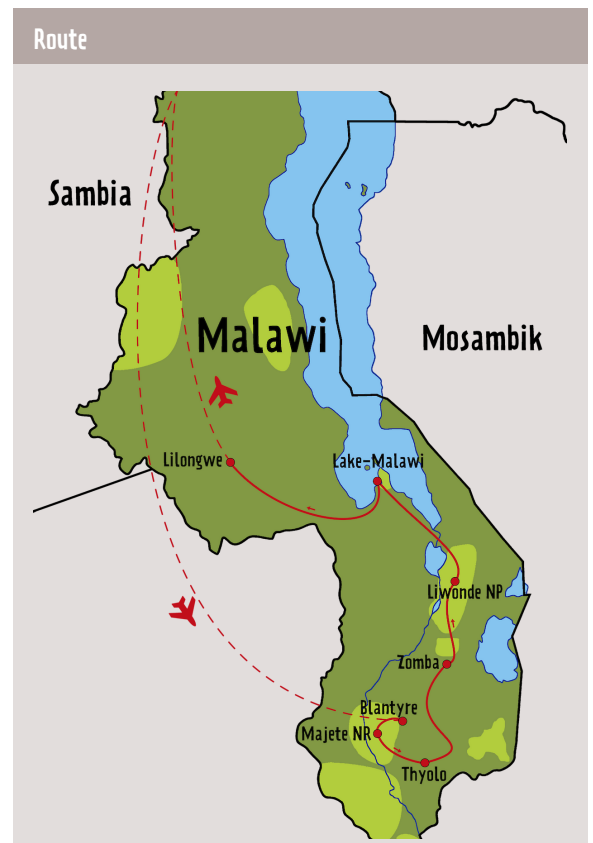 Route
Sambia
Malawi
Mosambik
Lilongwe
Lake-Malawi
Liwonde NP
Zomba
Blantyre
Majete NR
Thyolo